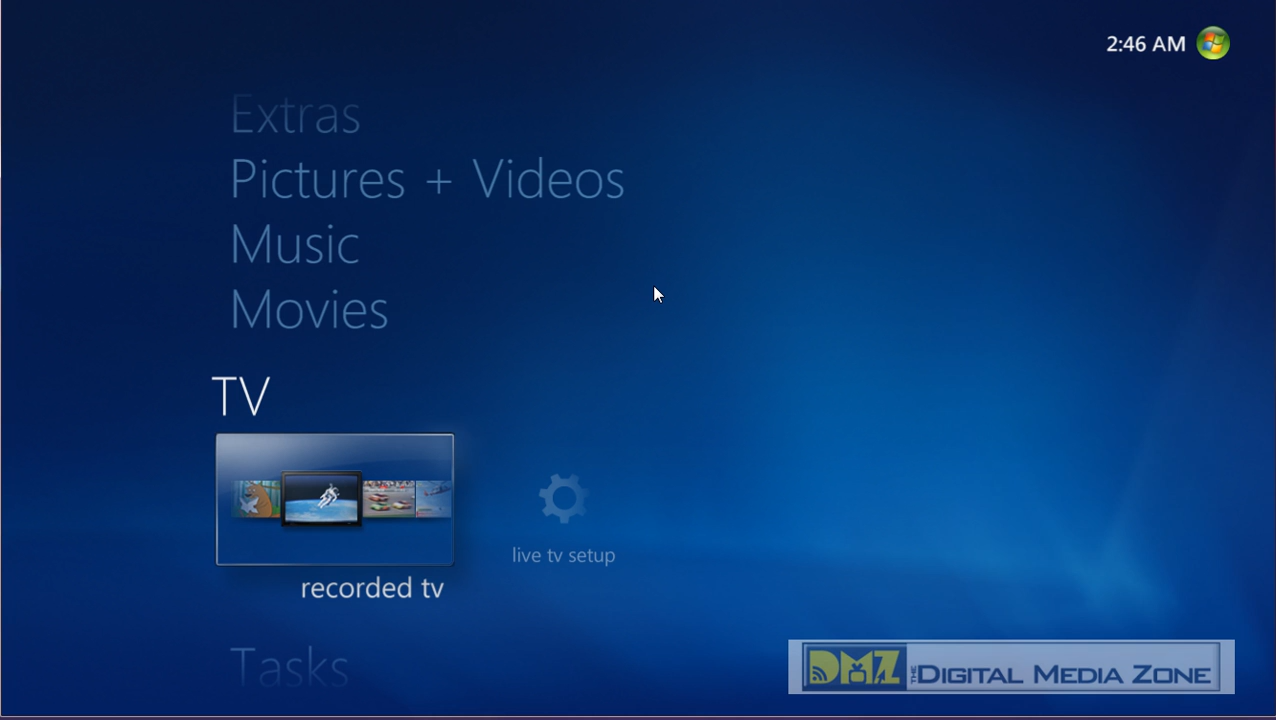 2:46 AM
Extras
Pictures + Videos
Music
Movies
TV
live tv setup
recorded tv
Tasks
DMZ THE DIGITAL MEDIA ZONE